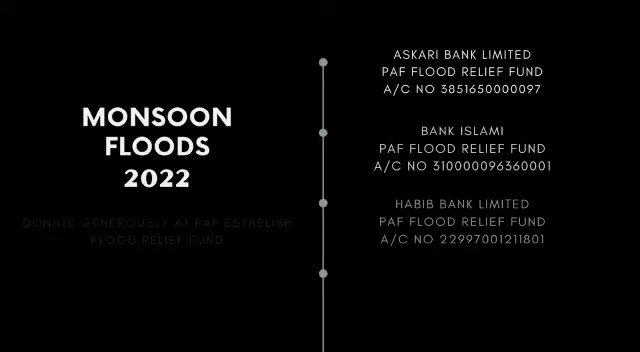 MONSOON
FLOODS
2022
DONATE GENEROUSLY AT PAF ESTABLISH
FLOOD RELIEF FUND
ASKARI BANK LIMITED
PAF FLOOD RELIEF FUND
A/C NO 3851650000097
BANK ISLAMI
PAF FLOOD RELIEF FUND
A/C NO 310000096360001
HABIB BANK LIMITED
PAF FLOOD RELIEF FUND
A/C NO 22997001211801